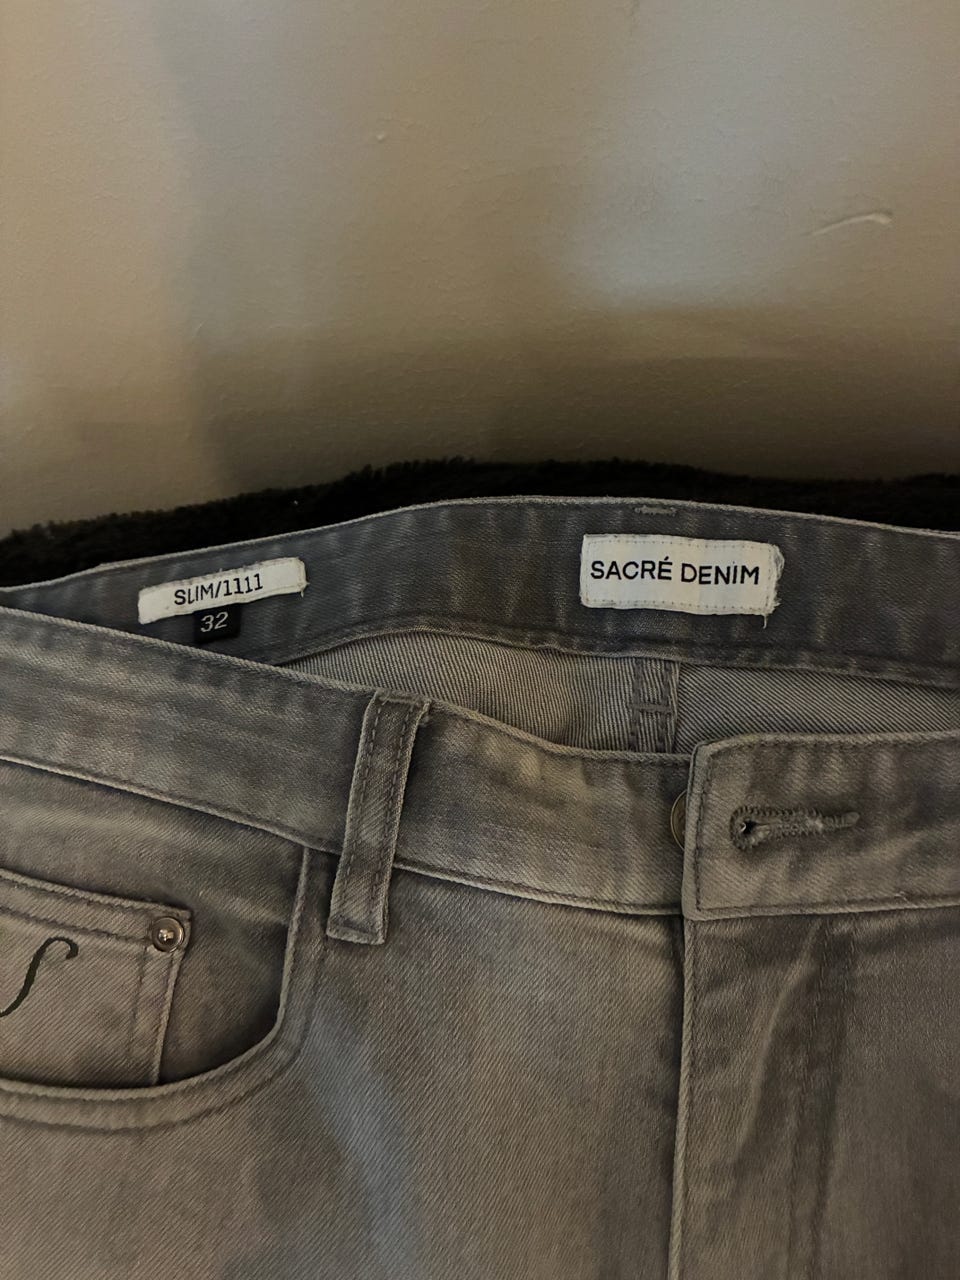 SLIM/1111
32
SACRÉ DENIM